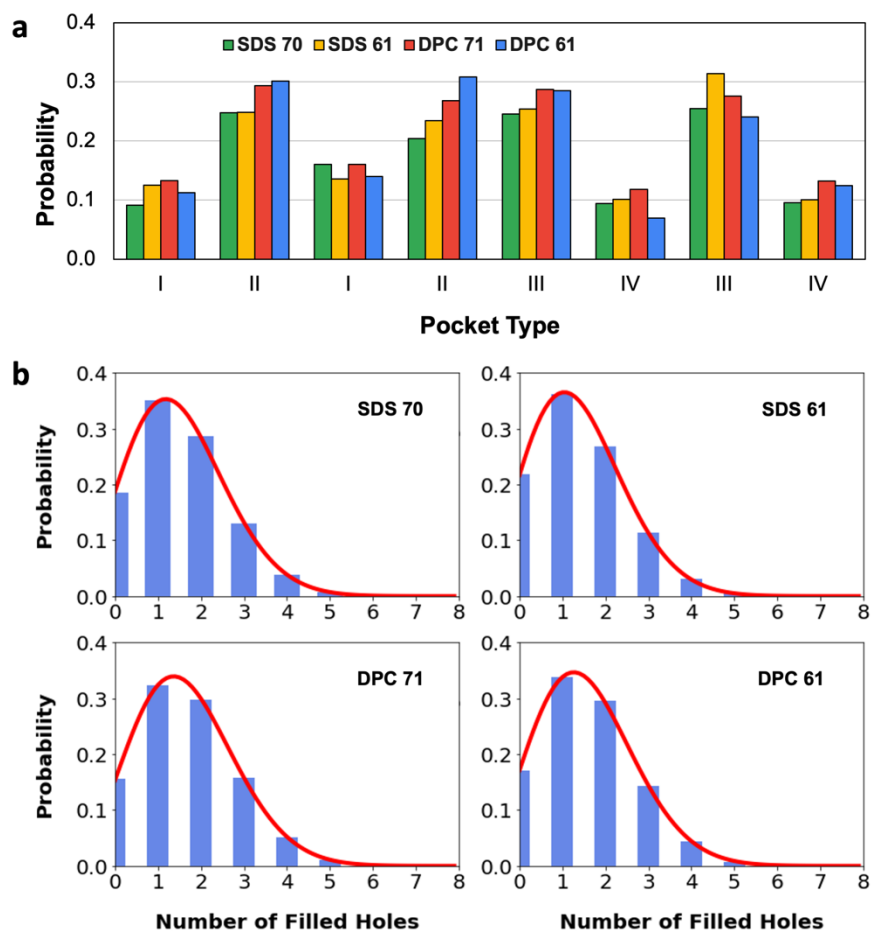 a
SDS 70 SDS 61 DPC 71 DPC 61
Probability
0.4
0.3
0.2
0.1
0.0
I II I II III IV III IV
Pocket Type
b
Probability
0.4
0.3
0.2
0.1
0.0
SDS 70
0 1 2 3 4 5 6 7 8
0.4
0.3
0.2
0.1
0.0
SDS 61
0 1 2 3 4 5 6 7 8
Probability
0.4
0.3
0.2
0.1
0.0
DPC 71
0 1 2 3 4 5 6 7 8
Number of Filled Holes
0.4
0.3
0.2
0.1
0.0
DPC 61
0 1 2 3 4 5 6 7 8
Number of Filled Holes